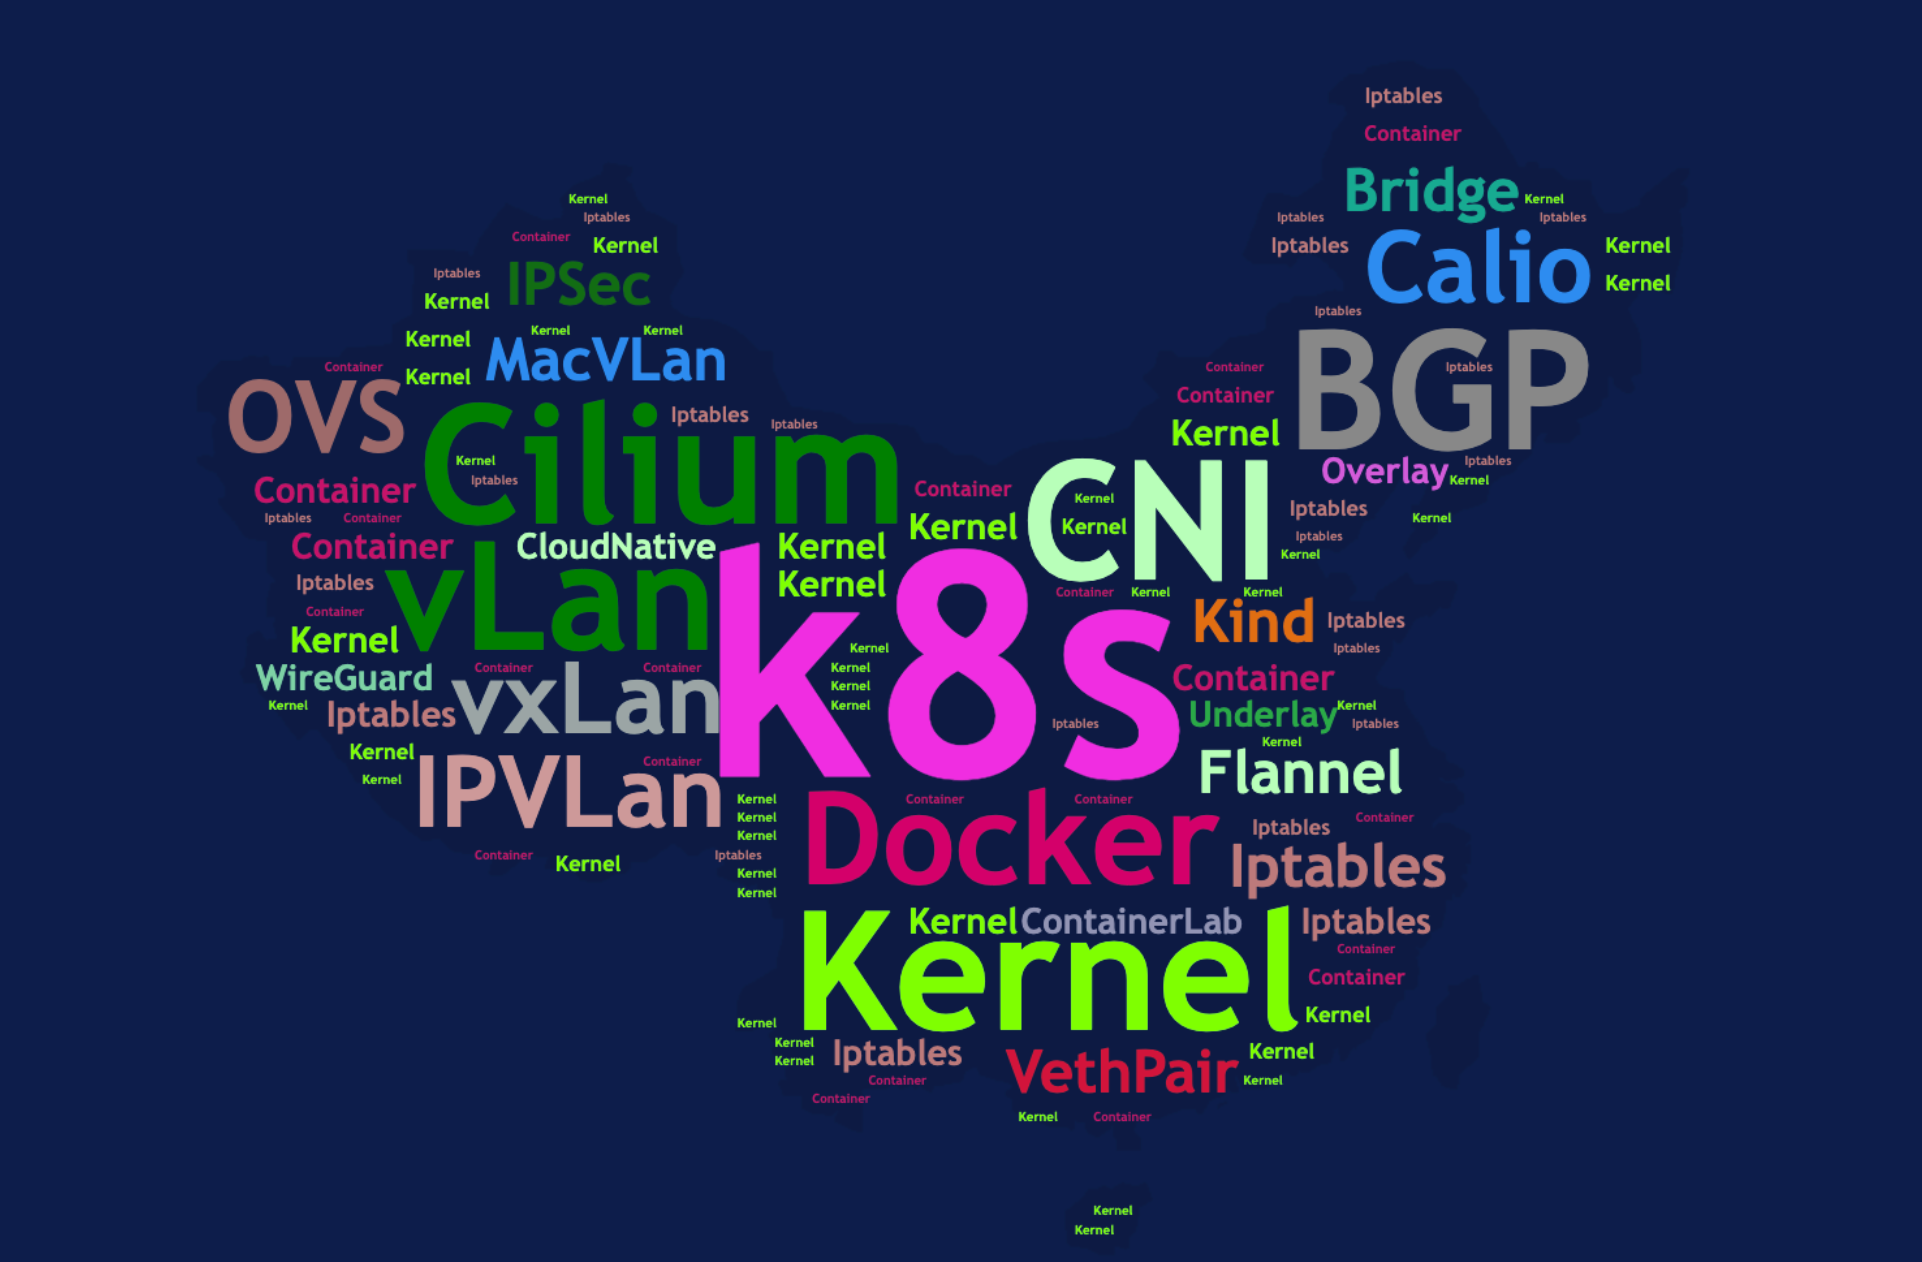 Iptables
Container
Bridge
Kernel
Kernel
Iptables
Iptables
Iptables
Container
Kernel
Iptables
Calio
Kernel
Iptables
IPSec
Kernel
Kernel
Iptables
Kernel
Kernel
Kernel
MacVLan
BGP
Iptables
Container
Container
Kernel
OVS
Container
Cilium
Iptables
Iptables
Kernel
Kernel
Iptables
Overlay
Iptables
Kernel
Container
Container
CNI
Kernel
Kernel
Kernel
Iptables
Iptables
Container
Kernel
Iptables
Container
CloudNative
Kernel
Kernel
Kernel
vLan
k8s
Container
Kernel
Kernel
Iptables
Container
Kind
Iptables
Iptables
Kernel
Kernel
Kernel
Kernel
Kernel
WireGuard
Container
Container
vxLan
Container
Kernel
Iptables
Iptables
Underlay
Kernel
Iptables
Kernel
Kernel
Kernel
Container
IPVLan
Flannel
Kernel
Kernel
Kernel
Container
Container
Docker
Iptables
Container
Container
Kernel
Iptables
Kernel
Kernel
Iptables
Kernel
Kernel
ContainerLab
Iptables
Container
Container
Kernel
Kernel
Kernel
Kernel
Iptables
VethPair
Kernel
Kernel
Container
Container
Kernel
Container
Kernel
Kernel